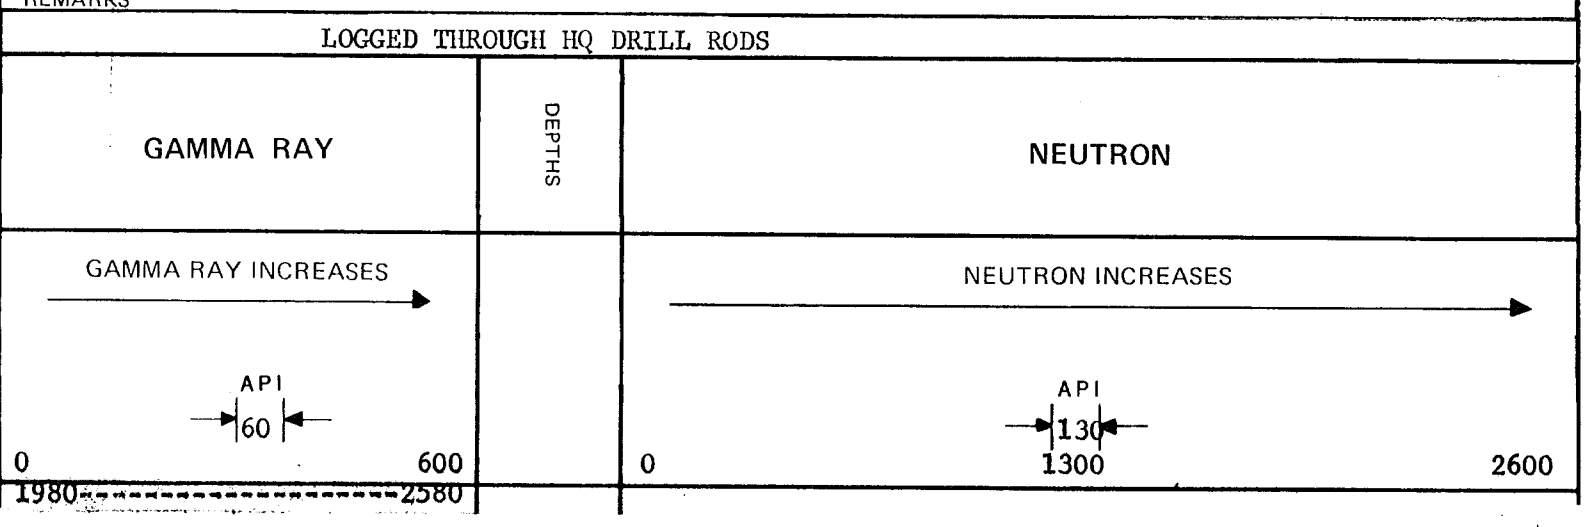 REMARKS
LOGGED THROUGH HQ DRILL RODS
GAMMA RAY
DEPTHS
NEUTRON
GAMMA RAY INCREASES
NEUTRON INCREASES
API
60
API
130
0 600
0 1300 2600
1980--------------------2580